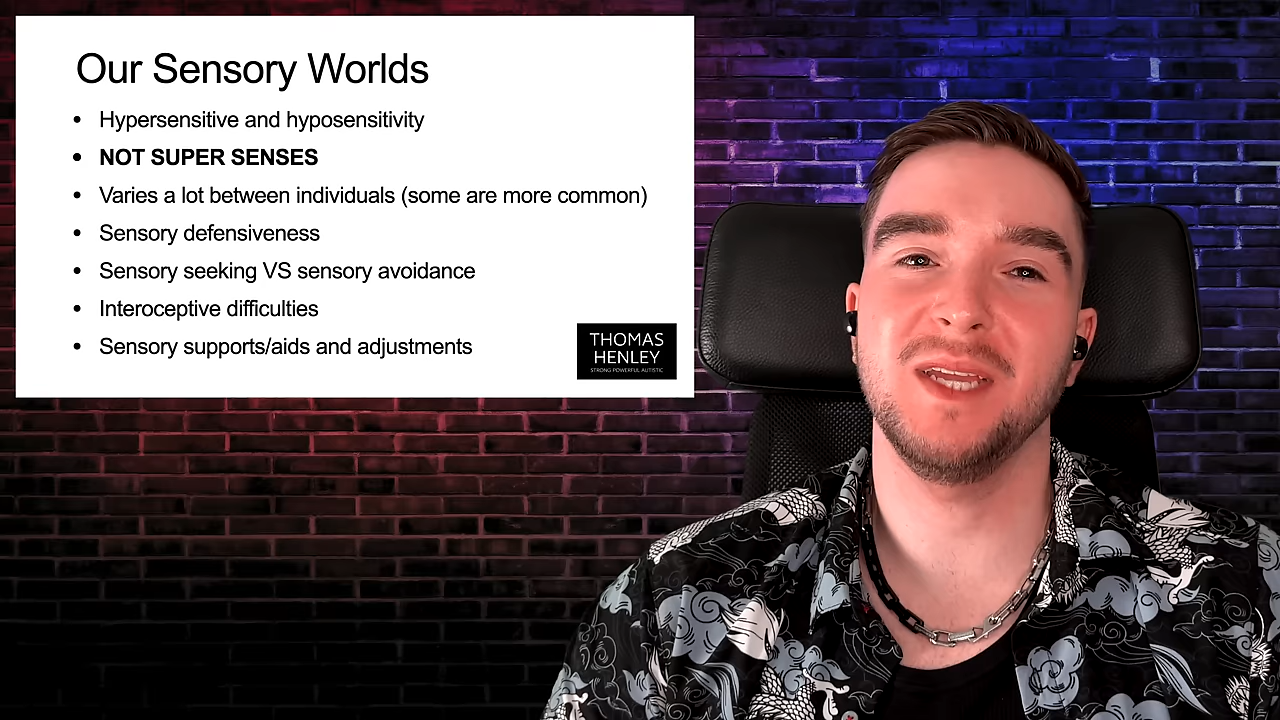 Our Sensory Worlds
• Hypersensitive and hyposensitivity
• NOT SUPER SENSES
• Varies a lot between individuals (some are more common)
• Sensory defensiveness
• Sensory seeking VS sensory avoidance
• Interoceptive difficulties
• Sensory supports/aids and adjustments
THOMAS
HENLEY
STRONG POWERFUL AUTISTIC